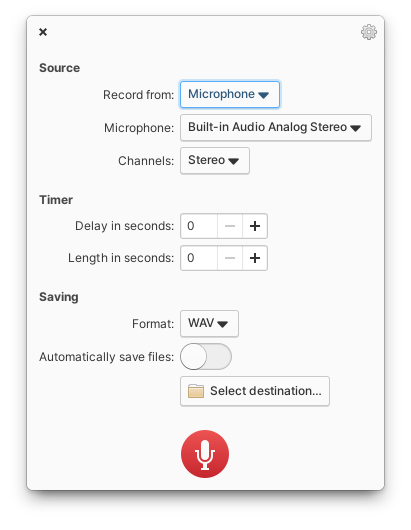 Source
Record from: Microphone
Microphone: Built-in Audio Analog Stereo
Channels: Stereo
Timer
Delay in seconds: 0
Length in seconds: 0
Saving
Format: WAV
Automatically save files:
Select destination...